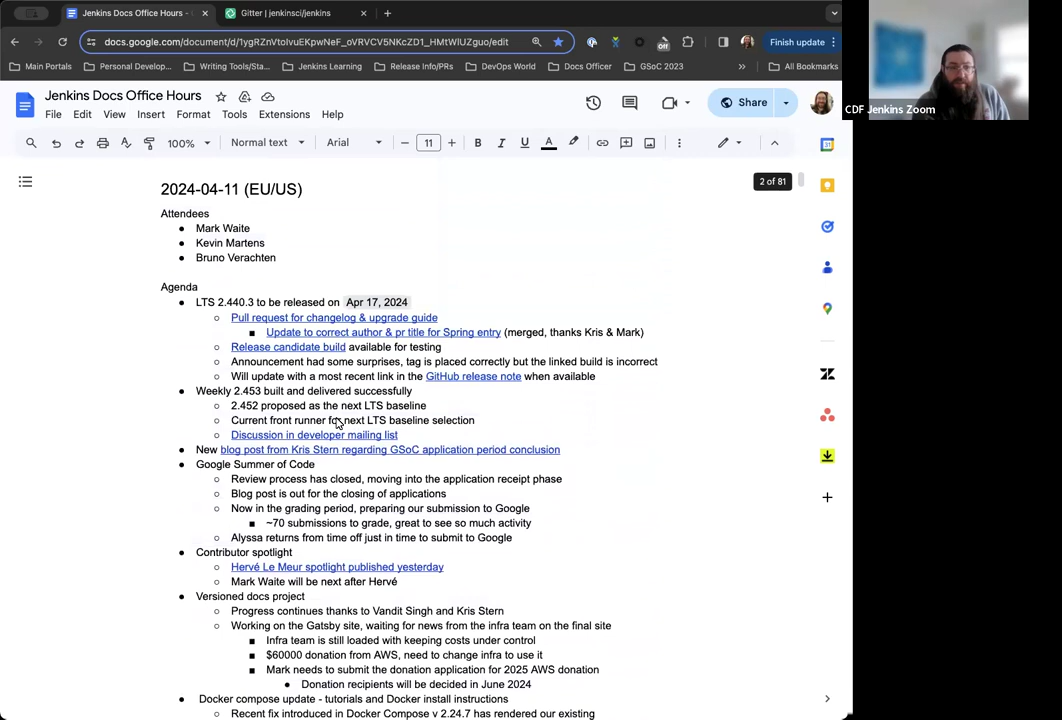 Jenkins Docs Office Hours -
Gitter | jenkinsci/jenkins
docs.google.com/document/d/1ygRZnVtoIvuEKpwNeF_oVRVCV5NKcZD1_HMtWlUZguo/edit
Off
Finish update
Main Portals
Personal Develop...
Writing Tools/Sta...
Jenkins Learning
Release Info/PRs
DevOps World
Docs Officer
GSoC 2023
All Bookmarks
Jenkins Docs Office Hours
File Edit View Insert Format Tools Extensions Help
Share
CDF Jenkins Zoom
100% Normal text Arial 11
2 of 81
2024-04-11 (EU/US)
Attendees
Mark Waite
Kevin Martens
Bruno Verachten
Agenda
LTS 2.440.3 to be released on Apr 17, 2024
Pull request for changelog & upgrade guide
Update to correct author & pr title for Spring entry (merged, thanks Kris & Mark)
Release candidate build available for testing
Announcement had some surprises, tag is placed correctly but the linked build is incorrect
Will update with a most recent link in the GitHub release note when available
Weekly 2.453 built and delivered successfully
2.452 proposed as the next LTS baseline
Current front runner for next LTS baseline selection
Discussion in developer mailing list
New blog post from Kris Stern regarding GSoC application period conclusion
Google Summer of Code
Review process has closed, moving into the application receipt phase
Blog post is out for the closing of applications
Now in the grading period, preparing our submission to Google
~70 submissions to grade, great to see so much activity
Alyssa returns from time off just in time to submit to Google
Contributor spotlight
Hervé Le Meur spotlight published yesterday
Mark Waite will be next after Hervé
Versioned docs project
Progress continues thanks to Vandit Singh and Kris Stern
Working on the Gatsby site, waiting for news from the infra team on the final site
Infra team is still loaded with keeping costs under control
$60000 donation from AWS, need to change infra to use it
Mark needs to submit the donation application for 2025 AWS donation
Donation recipients will be decided in June 2024
Docker compose update - tutorials and Docker install instructions
Recent fix introduced in Docker Compose v 2.24.7 has rendered our existing